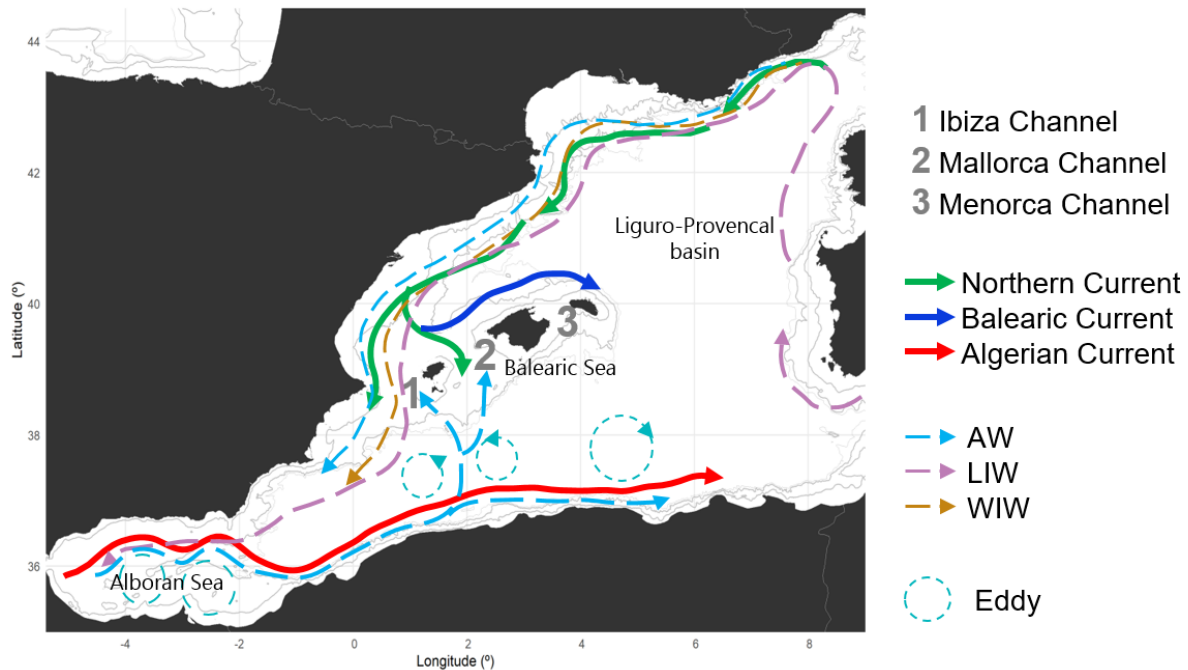 44
42
40
38
36
Latitude (º)
-4
-2
0
2
4
6
8
Longitude (º)
Liguro-Provencal
basin
3
2
Balearic Sea
1
Alboran Sea
1 Ibiza Channel
2 Mallorca Channel
3 Menorca Channel
Northern Current
Balearic Current
Algerian Current
AW
LIW
WIW
Eddy